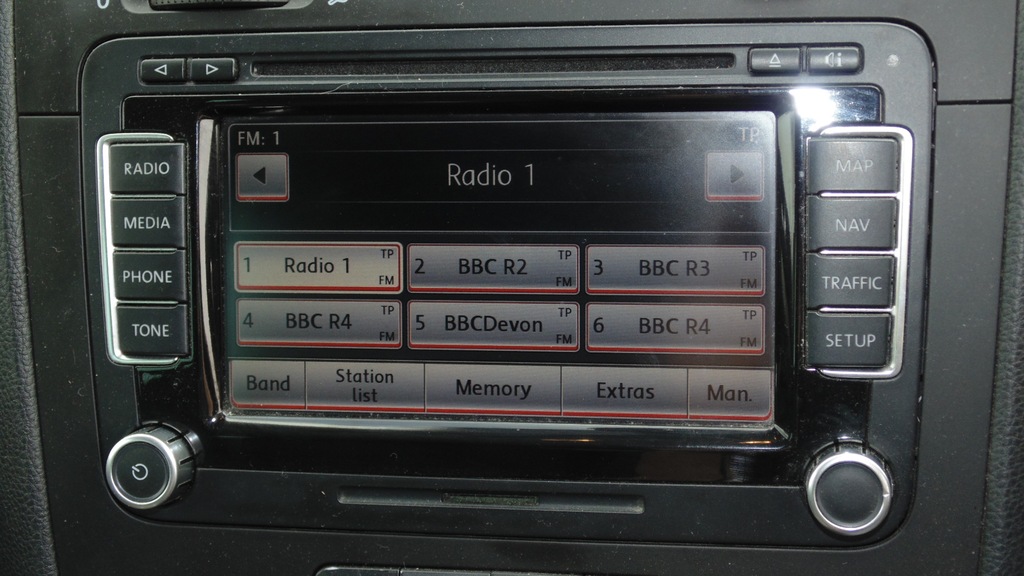 FM: 1 TP
Radio 1
RADIO
MEDIA
PHONE
TONE
1 Radio 1 TP FM
2 BBC R2 TP FM
3 BBC R3 TP FM
4 BBC R4 TP FM
5 BBCDevon TP FM
6 BBC R4 TP FM
Band
Station
list
Memory
Extras
Man.
MAP
NAV
TRAFFIC
SETUP